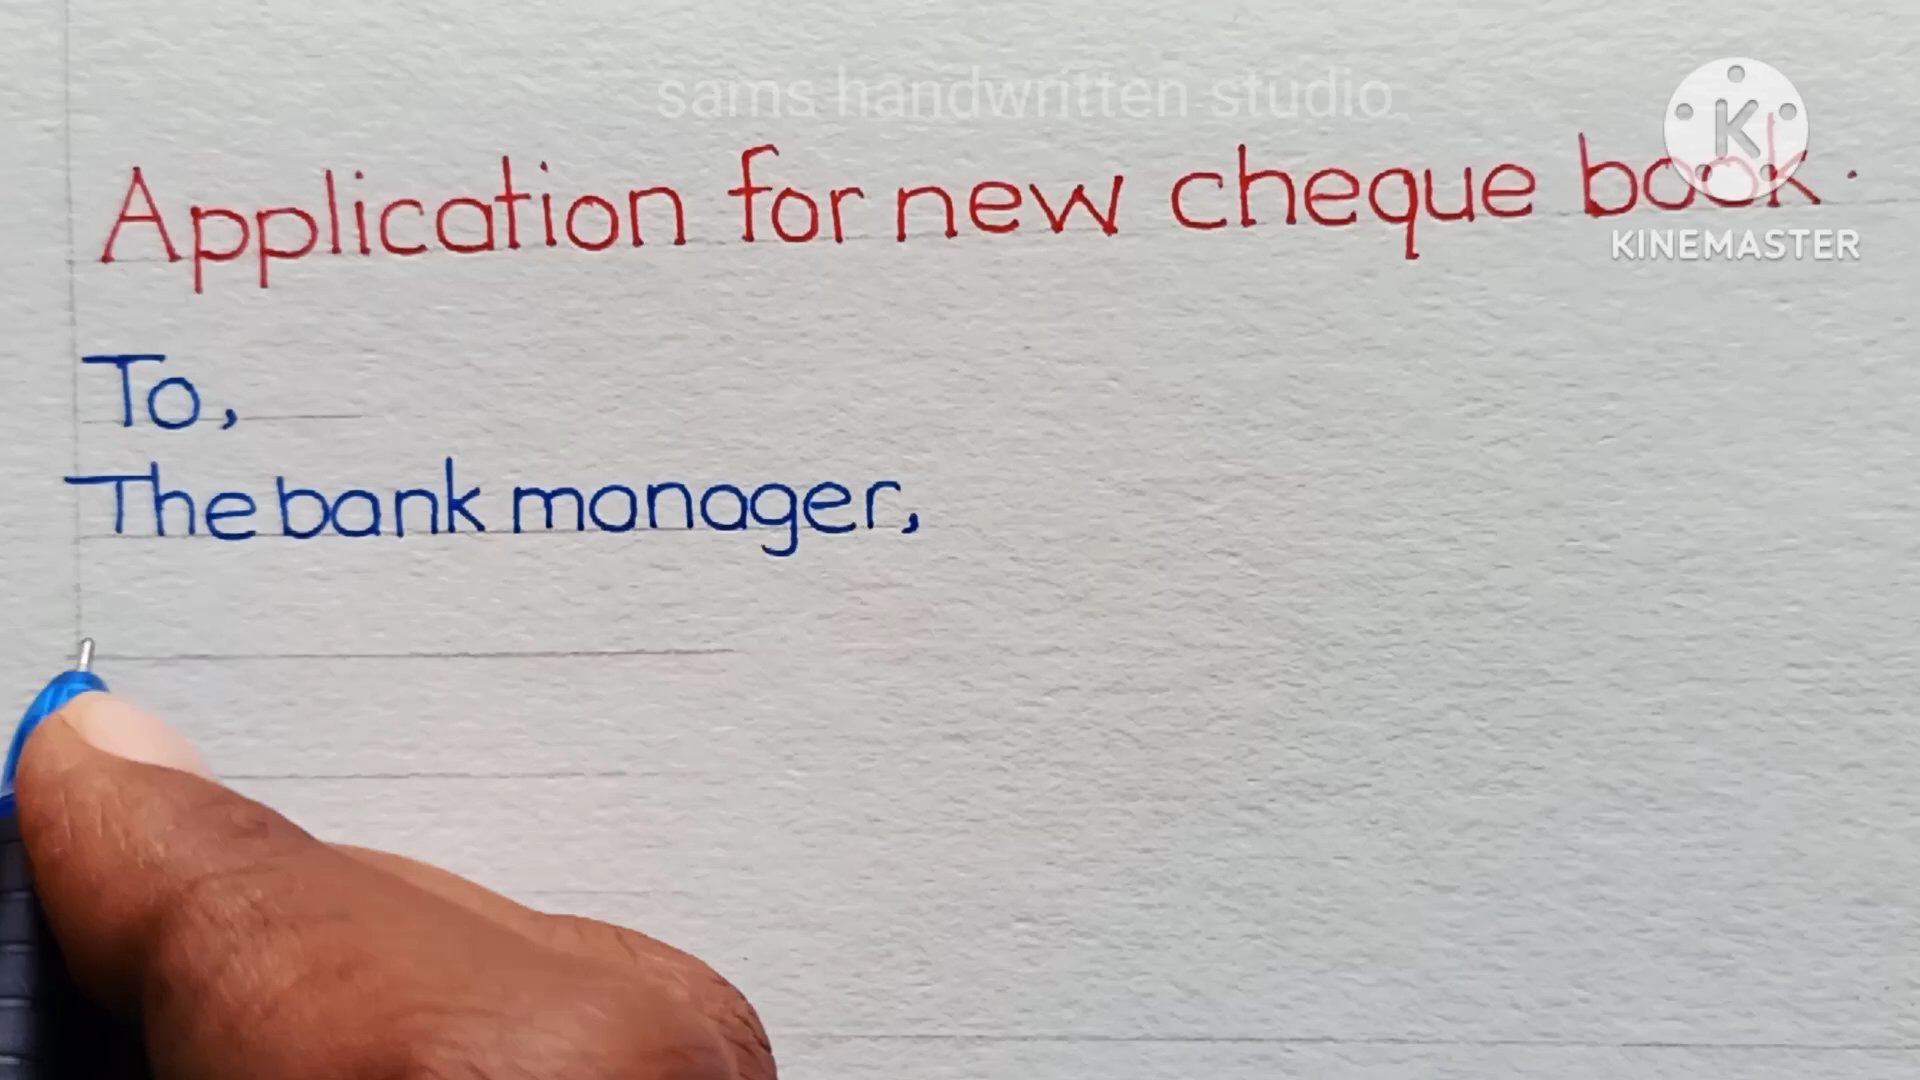 sams handwritten studio
Application for new cheque book.
KINEMASTER
To,
The bank manager,